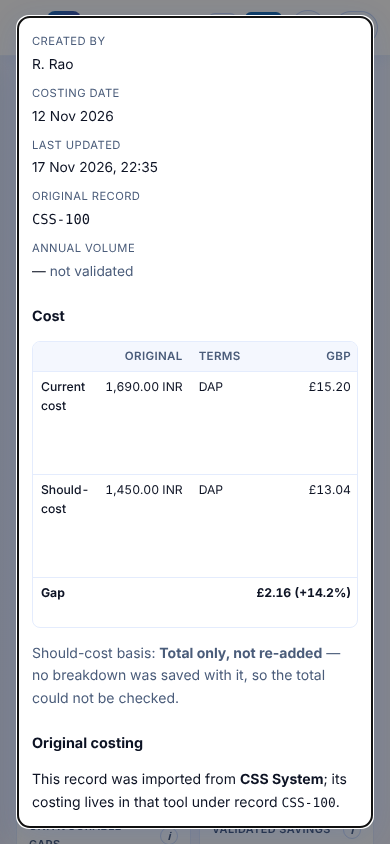 CREATED BY
R. Rao
COSTING DATE
12 Nov 2026
LAST UPDATED
17 Nov 2026, 22:35
ORIGINAL RECORD
CSS-100
ANNUAL VOLUME
— not validated
Cost
ORIGINAL TERMS GBP
Current 1,690.00 INR DAP £15.20
cost
Should- 1,450.00 INR DAP £13.04
cost
Gap £2.16 (+14.2%)
Should-cost basis: Total only, not re-added —
no breakdown was saved with it, so the total
could not be checked.
Original costing
This record was imported from CSS System; its
costing lives in that tool under record CSS-100.
VALIDATED SAVINGS i